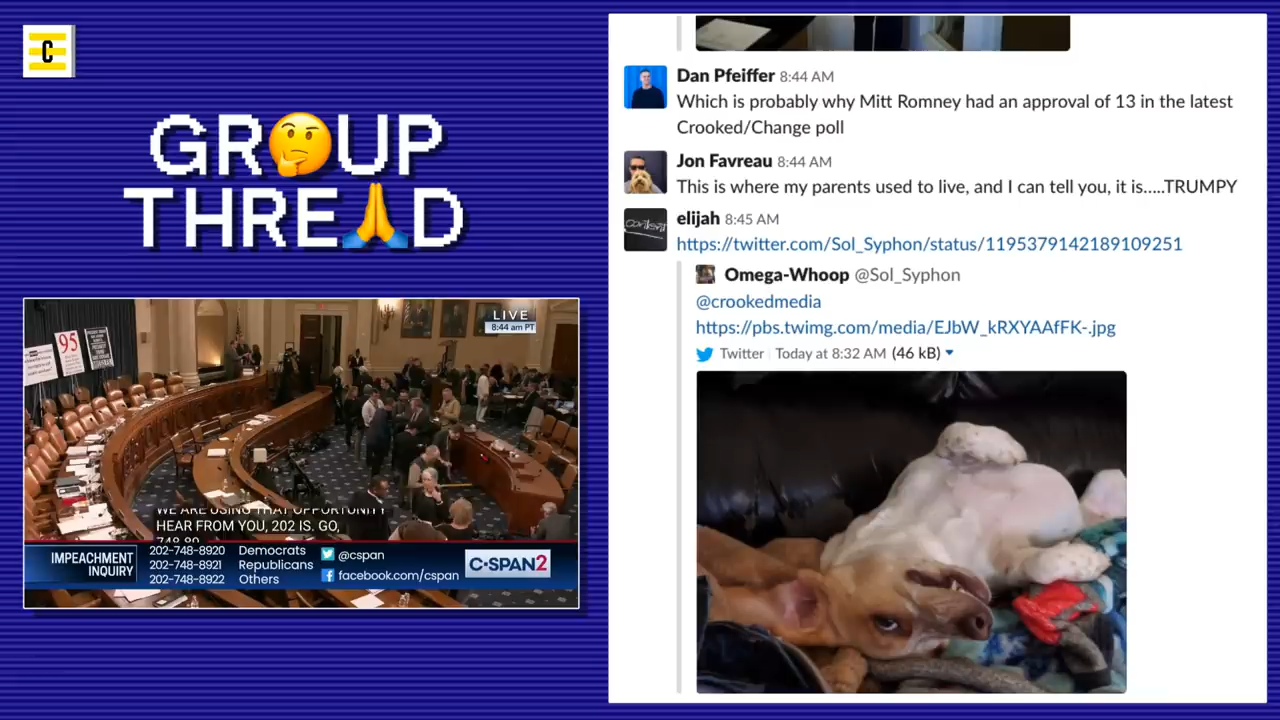 C
GR🤔UP
THRE🙏D
95
LIVE
8:44 am PT
WE ARE USING THAT OPPORTUNITY
HEAR FROM YOU, 202 IS. GO,
748-89
IMPEACHMENT
INQUIRY
202-748-8920 Democrats
202-748-8921 Republicans
202-748-8922 Others
@cspan
facebook.com/cspan
C-SPAN2
Dan Pfeiffer 8:44 AM
Which is probably why Mitt Romney had an approval of 13 in the latest
Crooked/Change poll
Jon Favreau 8:44 AM
This is where my parents used to live, and I can tell you, it is.....TRUMPY
content
elijah 8:45 AM
https://twitter.com/Sol_Syphon/status/1195379142189109251
Omega-Whoop @Sol_Syphon
@crookedmedia
https://pbs.twimg.com/media/EJbW_kRXYAAfFK-.jpg
Twitter Today at 8:32 AM (46 kB)